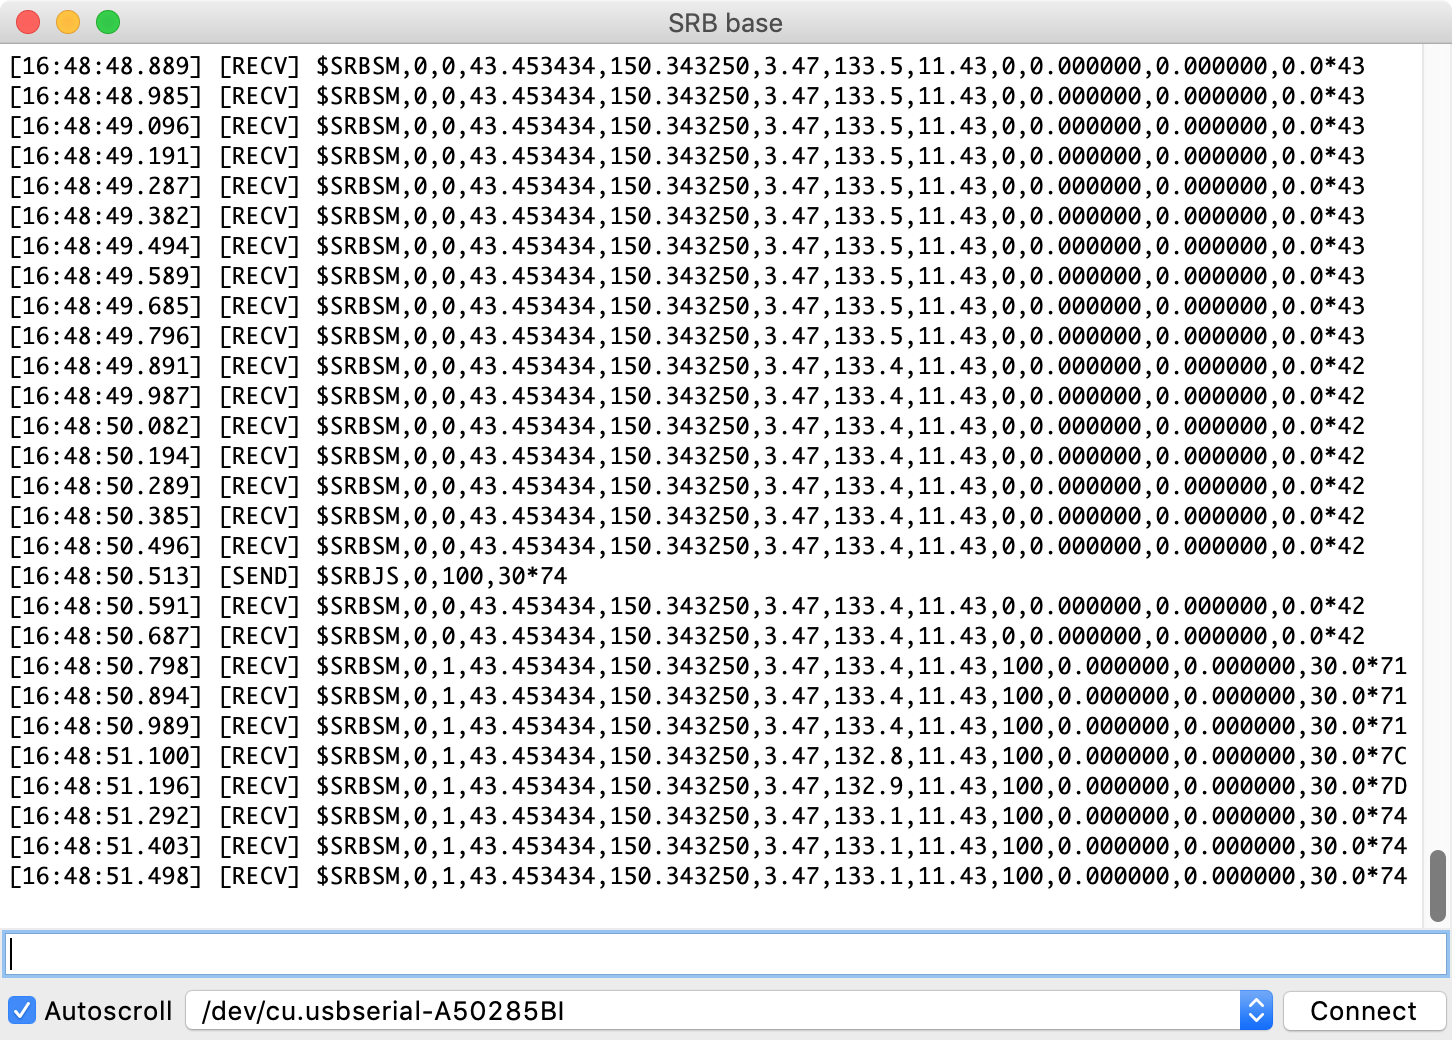 SRB base
[16:48:48.889] [RECV] $SRBSM,0,0,43.453434,150.343250,3.47,133.5,11.43,0,0.000000,0.000000,0.0*43
[16:48:48.985] [RECV] $SRBSM,0,0,43.453434,150.343250,3.47,133.5,11.43,0,0.000000,0.000000,0.0*43
[16:48:49.096] [RECV] $SRBSM,0,0,43.453434,150.343250,3.47,133.5,11.43,0,0.000000,0.000000,0.0*43
[16:48:49.191] [RECV] $SRBSM,0,0,43.453434,150.343250,3.47,133.5,11.43,0,0.000000,0.000000,0.0*43
[16:48:49.287] [RECV] $SRBSM,0,0,43.453434,150.343250,3.47,133.5,11.43,0,0.000000,0.000000,0.0*43
[16:48:49.382] [RECV] $SRBSM,0,0,43.453434,150.343250,3.47,133.5,11.43,0,0.000000,0.000000,0.0*43
[16:48:49.494] [RECV] $SRBSM,0,0,43.453434,150.343250,3.47,133.5,11.43,0,0.000000,0.000000,0.0*43
[16:48:49.589] [RECV] $SRBSM,0,0,43.453434,150.343250,3.47,133.5,11.43,0,0.000000,0.000000,0.0*43
[16:48:49.685] [RECV] $SRBSM,0,0,43.453434,150.343250,3.47,133.5,11.43,0,0.000000,0.000000,0.0*43
[16:48:49.796] [RECV] $SRBSM,0,0,43.453434,150.343250,3.47,133.5,11.43,0,0.000000,0.000000,0.0*43
[16:48:49.891] [RECV] $SRBSM,0,0,43.453434,150.343250,3.47,133.4,11.43,0,0.000000,0.000000,0.0*42
[16:48:49.987] [RECV] $SRBSM,0,0,43.453434,150.343250,3.47,133.4,11.43,0,0.000000,0.000000,0.0*42
[16:48:50.082] [RECV] $SRBSM,0,0,43.453434,150.343250,3.47,133.4,11.43,0,0.000000,0.000000,0.0*42
[16:48:50.194] [RECV] $SRBSM,0,0,43.453434,150.343250,3.47,133.4,11.43,0,0.000000,0.000000,0.0*42
[16:48:50.289] [RECV] $SRBSM,0,0,43.453434,150.343250,3.47,133.4,11.43,0,0.000000,0.000000,0.0*42
[16:48:50.385] [RECV] $SRBSM,0,0,43.453434,150.343250,3.47,133.4,11.43,0,0.000000,0.000000,0.0*42
[16:48:50.496] [RECV] $SRBSM,0,0,43.453434,150.343250,3.47,133.4,11.43,0,0.000000,0.000000,0.0*42
[16:48:50.513] [SEND] $SRBJS,0,100,30*74
[16:48:50.591] [RECV] $SRBSM,0,0,43.453434,150.343250,3.47,133.4,11.43,0,0.000000,0.000000,0.0*42
[16:48:50.687] [RECV] $SRBSM,0,0,43.453434,150.343250,3.47,133.4,11.43,0,0.000000,0.000000,0.0*42
[16:48:50.798] [RECV] $SRBSM,0,1,43.453434,150.343250,3.47,133.4,11.43,100,0.000000,0.000000,30.0*71
[16:48:50.894] [RECV] $SRBSM,0,1,43.453434,150.343250,3.47,133.4,11.43,100,0.000000,0.000000,30.0*71
[16:48:50.989] [RECV] $SRBSM,0,1,43.453434,150.343250,3.47,133.4,11.43,100,0.000000,0.000000,30.0*71
[16:48:51.100] [RECV] $SRBSM,0,1,43.453434,150.343250,3.47,132.8,11.43,100,0.000000,0.000000,30.0*7C
[16:48:51.196] [RECV] $SRBSM,0,1,43.453434,150.343250,3.47,132.9,11.43,100,0.000000,0.000000,30.0*7D
[16:48:51.292] [RECV] $SRBSM,0,1,43.453434,150.343250,3.47,133.1,11.43,100,0.000000,0.000000,30.0*74
[16:48:51.403] [RECV] $SRBSM,0,1,43.453434,150.343250,3.47,133.1,11.43,100,0.000000,0.000000,30.0*74
[16:48:51.498] [RECV] $SRBSM,0,1,43.453434,150.343250,3.47,133.1,11.43,100,0.000000,0.000000,30.0*74
Autoscroll /dev/cu.usbserial-A50285BI Connect